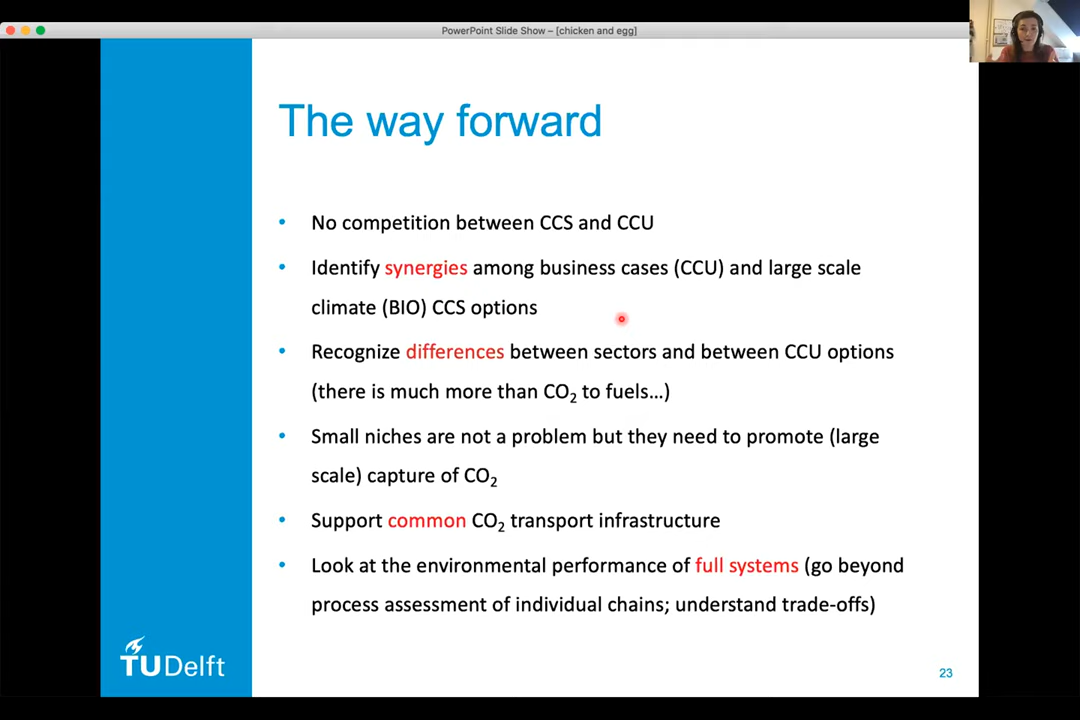 PowerPoint Slide Show – [chicken and egg]
The way forward
• No competition between CCS and CCU
• Identify synergies among business cases (CCU) and large scale
climate (BIO) CCS options
• Recognize differences between sectors and between CCU options
(there is much more than CO₂ to fuels…)
• Small niches are not a problem but they need to promote (large
scale) capture of CO₂
• Support common CO₂ transport infrastructure
• Look at the environmental performance of full systems (go beyond
process assessment of individual chains; understand trade-offs)
TUDelft
23